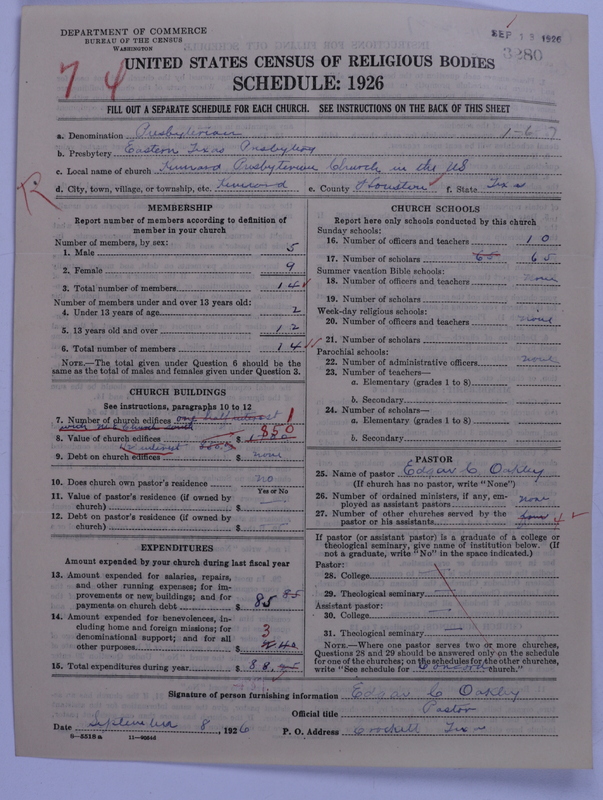 DEPARTMENT OF COMMERCE
BUREAU OF THE CENSUS
WASHINGTON
SEP 13 1926
3280
74
UNITED STATES CENSUS OF RELIGIOUS BODIES
SCHEDULE: 1926
FILL OUT A SEPARATE SCHEDULE FOR EACH CHURCH. SEE INSTRUCTIONS ON THE BACK OF THIS SHEET
a. Denomination Presbyterian 1-6
b. Presbytery Eastern Texas Presbytery
c. Local name of church Kennard Presbyterian Church in the US
d. City, town, village, or township, etc. Kennard e. County Houston f. State Tex
R
MEMBERSHIP
Report number of members according to definition of
member in your church
Number of members, by sex:
1. Male 5
2. Female 9
3. Total number of members 14
Number of members under and over 13 years old:
4. Under 13 years of age 2
5. 13 years old and over 12
6. Total number of members 14
NOTE.—The total given under Question 6 should be the
same as the total of males and females given under Question 3.
CHURCH BUILDINGS
See instructions, paragraphs 10 to 12
7. Number of church edifices one half interest 1
8. Value of church edifices $ 850
1/2 interest
9. Debt on church edifices none
10. Does church own pastor's residence no
Yes or No
11. Value of pastor's residence (if owned by
church) $
12. Debt on pastor's residence (if owned by
church) $
EXPENDITURES
Amount expended by your church during last fiscal year
13. Amount expended for salaries, repairs,
and other running expenses; for im-
provements or new buildings; and for
payments on church debt $ 85 85
14. Amount expended for benevolences, in-
cluding home and foreign missions; for
denominational support; and for all
other purposes 3
15. Total expenditures during year $ 88
CHURCH SCHOOLS
Report here only schools conducted by this church
Sunday schools:
16. Number of officers and teachers 10
17. Number of scholars 65 65
Summer vacation Bible schools:
18. Number of officers and teachers none
19. Number of scholars
Week-day religious schools:
20. Number of officers and teachers none
21. Number of scholars
Parochial schools:
22. Number of administrative officers none
23. Number of teachers—
a. Elementary (grades 1 to 8)
b. Secondary
24. Number of scholars—
a. Elementary (grades 1 to 8)
b. Secondary
PASTOR
25. Name of pastor Edgar C Oakley
(If church has no pastor, write "None")
26. Number of ordained ministers, if any, em-
ployed as assistant pastors none
27. Number of other churches served by the
pastor or his assistants 4
If pastor (or assistant pastor) is a graduate of a college or
theological seminary, give name of institution below. (If
not a graduate, write "No" in the space indicated.)
Pastor:
28. College
29. Theological seminary
Assistant pastor:
30. College
31. Theological seminary
NOTE.—Where one pastor serves two or more churches,
Questions 28 and 29 should be answered only on the schedule
for one of the churches; on the schedules for the other churches,
write "See schedule for Concord church."
Signature of person furnishing information Edgar C Oakley
Official title Pastor
Date September 8, 1926 P. O. Address Crockett Tex
8-5518a